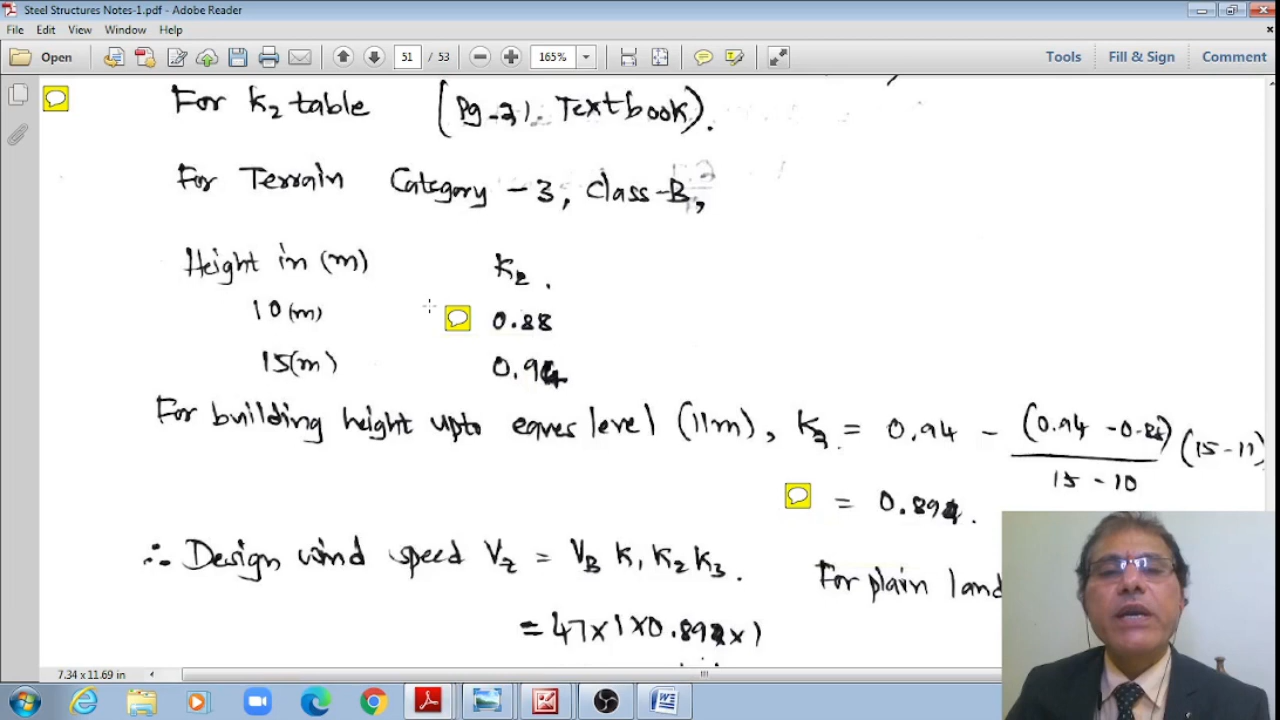 Steel Structures Notes-1.pdf - Adobe Reader
File Edit View Window Help
Open 51 / 53 165% Tools Fill & Sign Comment
For K2 table (Pg - . Textbook).
For Terrain Category - 3, Class-B,
Height in (m) K2.
10 (m) 0.88
15 (m) 0.94
For building height upto eaves level (11m), K2 = 0.94 - (0.94 - 0.88) / 15 - 10 (15 - 11)
= 0.892.
∴ Design wind speed Vz = VB K1 K2 K3. For plain land
= 47 x 1 x 0.892 x 1
7.34 x 11.69 in